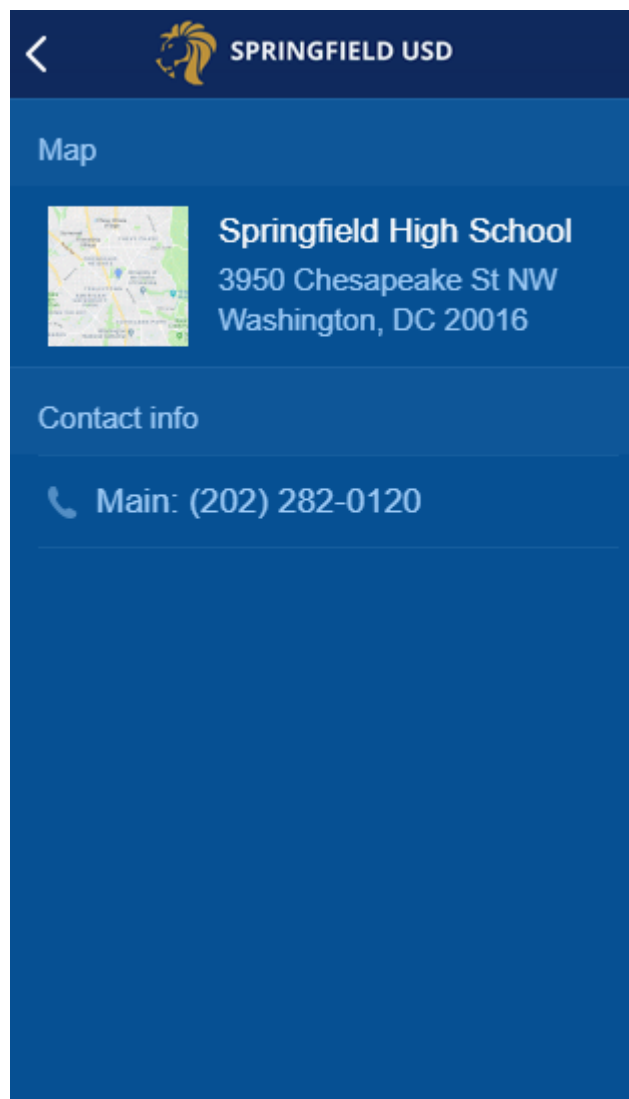 SPRINGFIELD USD
Map
Springfield High School
3950 Chesapeake St NW
Washington, DC 20016
Contact info
Main: (202) 282-0120